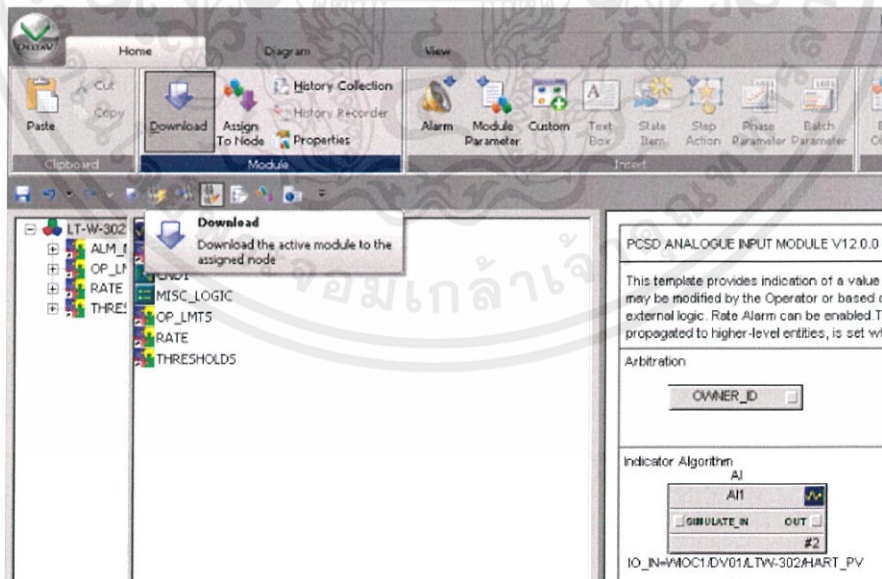 DELTAV
Home Diagram View
Paste
Cut
Copy
Clipboard
Download
Assign To Node
History Collection
History Recorder
Properties
Module
Alarm
Module Parameter
Custom
Text Box
State Item
Step Action
Phase Parameter
Batch Parameter
Insert
LT-W-302
RATE
Download
Download the active module to the
assigned node
MISC_LOGIC
OP_LMTS
RATE
THRESHOLDS
PCSD ANALOGUE INPUT MODULE V12.0.0
This template provides indication of a value
may be modified by the Operator or based
external logic. Rate Alarm can be enabled.
propagated to higher-level entities, is set
Arbitration
OWNER_ID
Indicator Algorithm
AI
AI1
SIMULATE_IN OUT
#2
IO_IN=WIOC1/DV01/LTW-302/HART_PV